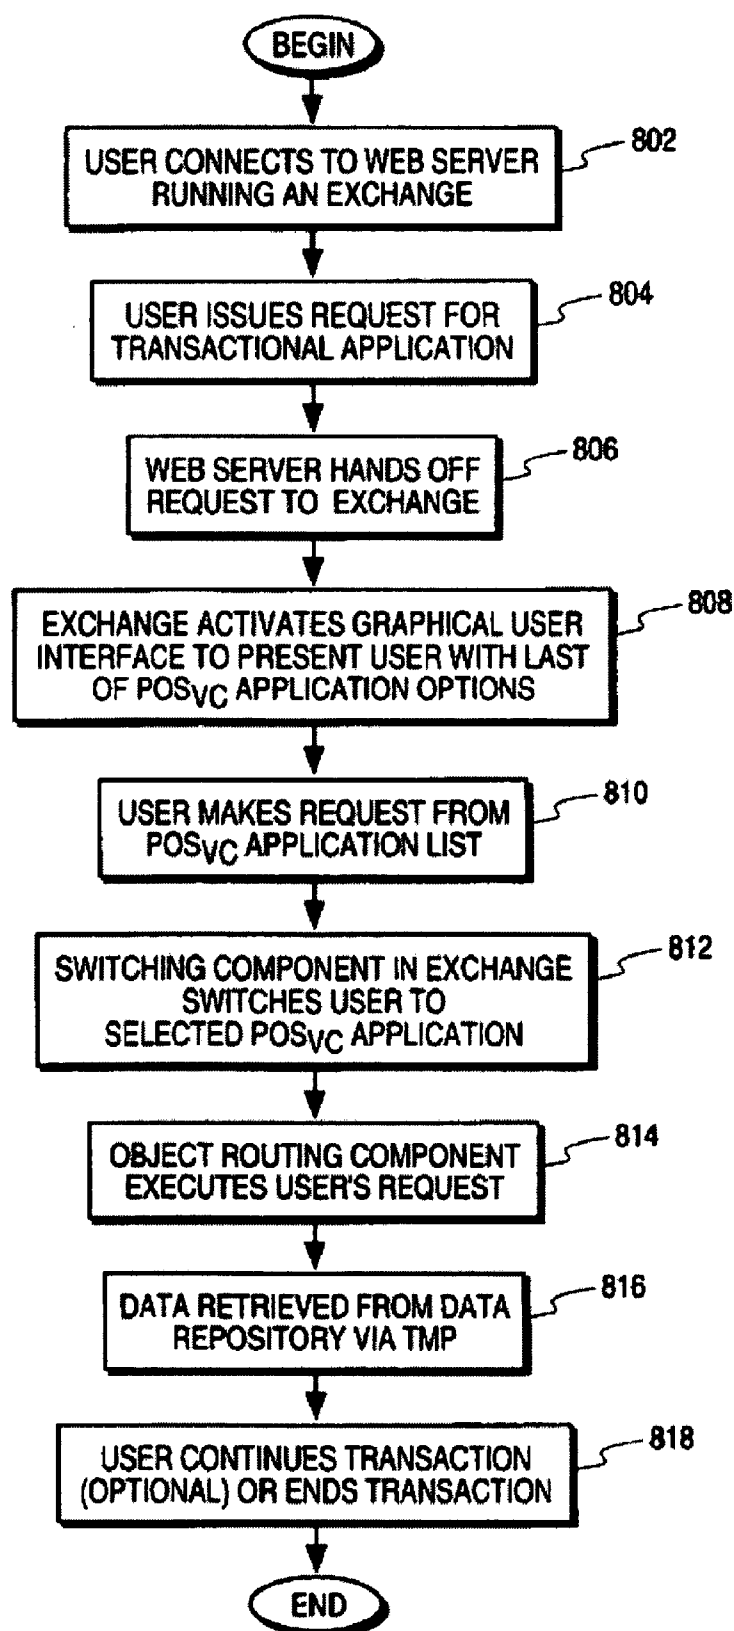 BEGIN
USER CONNECTS TO WEB SERVER
RUNNING AN EXCHANGE
802
USER ISSUES REQUEST FOR
TRANSACTIONAL APPLICATION
804
WEB SERVER HANDS OFF
REQUEST TO EXCHANGE
806
EXCHANGE ACTIVATES GRAPHICAL USER
INTERFACE TO PRESENT USER WITH LAST
OF POSVC APPLICATION OPTIONS
808
USER MAKES REQUEST FROM
POSVC APPLICATION LIST
810
SWITCHING COMPONENT IN EXCHANGE
SWITCHES USER TO
SELECTED POSVC APPLICATION
812
OBJECT ROUTING COMPONENT
EXECUTES USER'S REQUEST
814
DATA RETRIEVED FROM DATA
REPOSITORY VIA TMP
816
USER CONTINUES TRANSACTION
(OPTIONAL) OR ENDS TRANSACTION
818
END